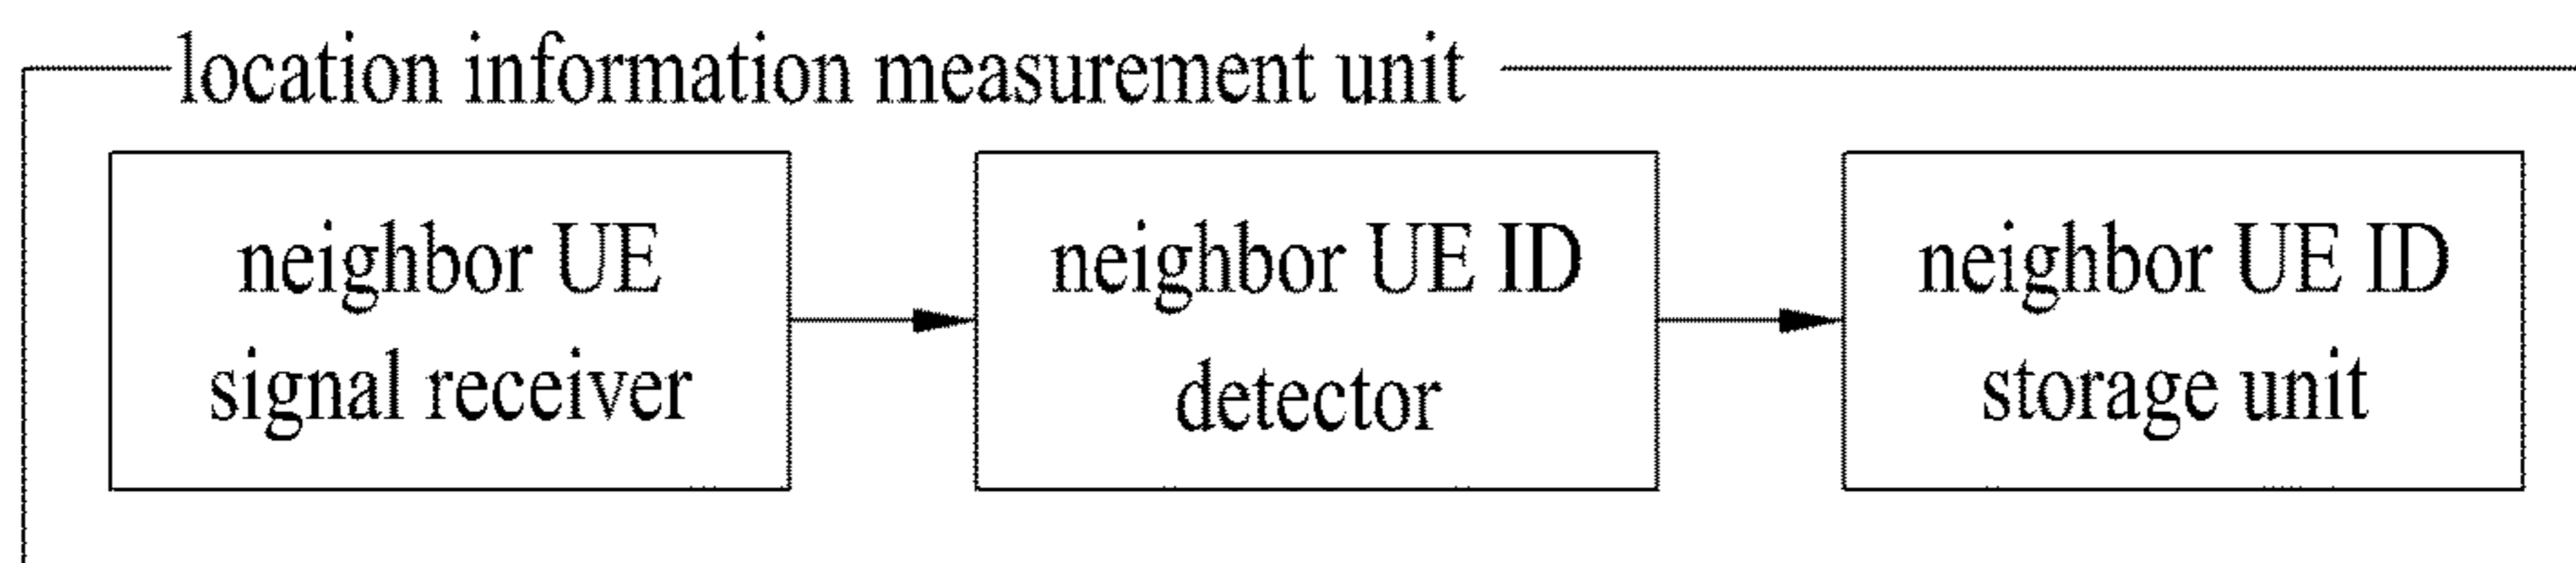 location information measurement unit
neighbor UE
signal receiver
neighbor UE ID
detector
neighbor UE ID
storage unit